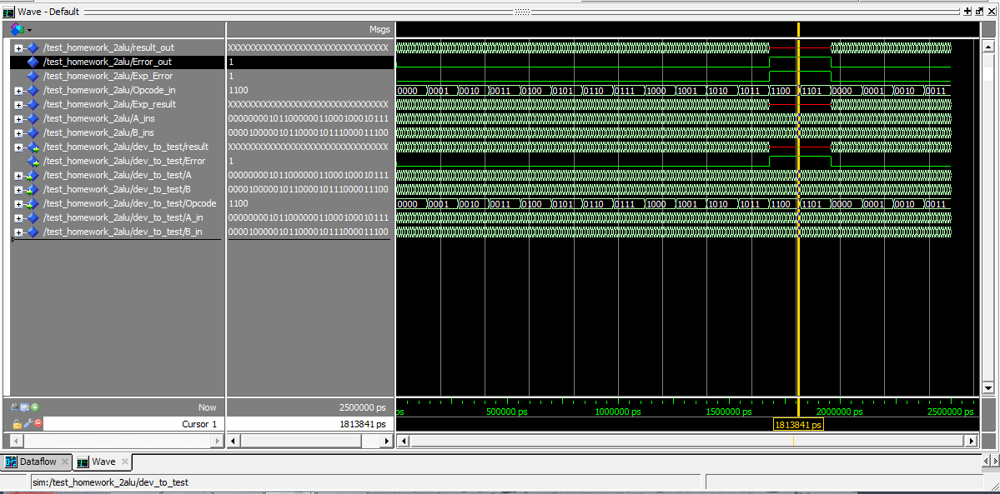 Wave - Default
Msgs
/test_homework_2alu/result_out XXXXXXXXXXXXXXXXXXXXXXXXXXXXXXXX
/test_homework_2alu/Error_out 1
/test_homework_2alu/Exp_Error 1
/test_homework_2alu/Opcode_in 1100 0000 0001 0010 0011 0100 0101 0110 0111 1000 1001 1010 1011 1100 1101 0000 0001 0010 0011
/test_homework_2alu/Exp_result XXXXXXXXXXXXXXXXXXXXXXXXXXXXXXXX
/test_homework_2alu/A_ins 00000000101100000011000100010111
/test_homework_2alu/B_ins 00001000001011000010111000011100
/test_homework_2alu/dev_to_test/result XXXXXXXXXXXXXXXXXXXXXXXXXXXXXXXX
/test_homework_2alu/dev_to_test/Error 1
/test_homework_2alu/dev_to_test/A 00000000101100000011000100010111
/test_homework_2alu/dev_to_test/B 00001000001011000010111000011100
/test_homework_2alu/dev_to_test/Opcode 1100 0000 0001 0010 0011 0100 0101 0110 0111 1000 1001 1010 1011 1100 1101 0000 0001 0010 0011
/test_homework_2alu/dev_to_test/A_in 00000000101100000011000100010111
/test_homework_2alu/dev_to_test/B_in 00001000001011000010111000011100
Now 2500000 ps ps 500000 ps 1000000 ps 1500000 ps 2000000 ps 2500000 ps
Cursor 1 1813841 ps 1813841 ps
Dataflow Wave
sim:/test_homework_2alu/dev_to_test